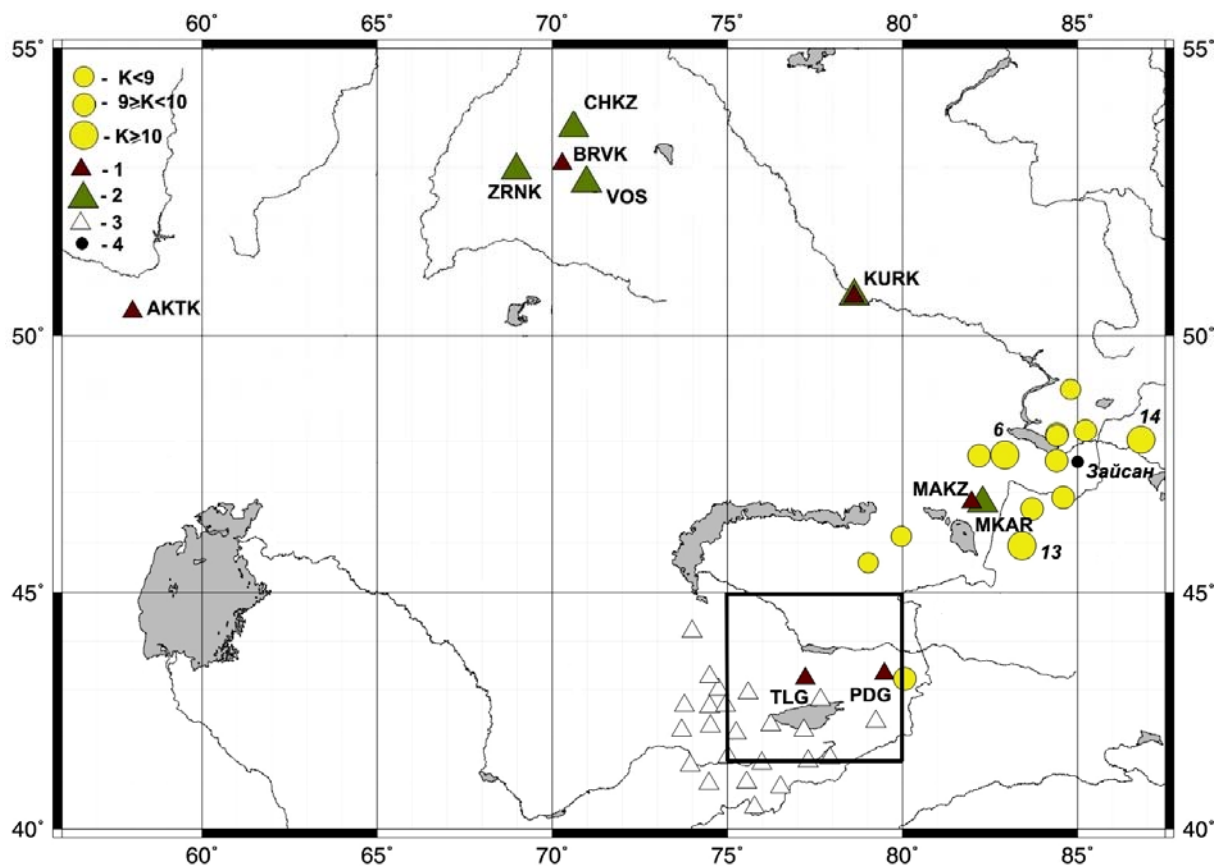 60˚ 65˚ 70˚ 75˚ 80˚ 85˚
55˚ 55˚
- K<9
- 9≥K<10
- K≥10
- 1
- 2
- 3
- 4
CHKZ
BRVK
ZRNK
VOS
KURK
AKTK
50˚ 50˚
14
6
Зайсан
MAKZ
MKAR
13
45˚ 45˚
TLG
PDG
40˚ 40˚
60˚ 65˚ 70˚ 75˚ 80˚ 85˚